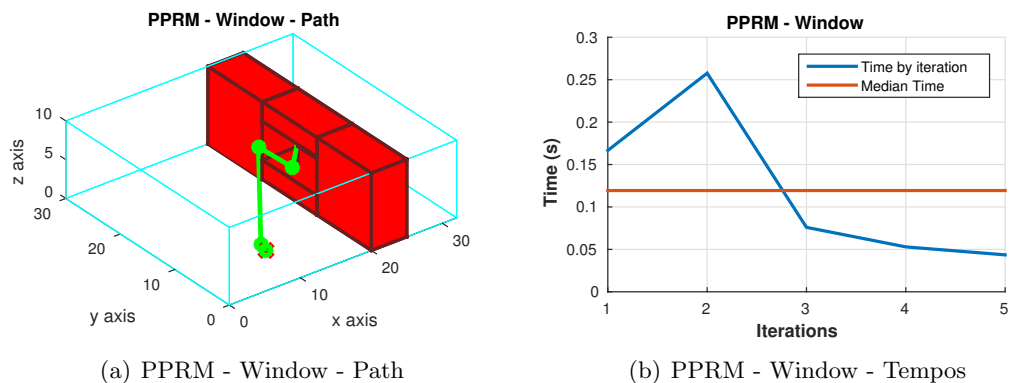 PPRM - Window - Path
10
5
0
z axis
30
20
10
0
y axis
0
10
20
30
x axis
(a) PPRM - Window - Path
PPRM - Window
0.3
0.25
0.2
0.15
0.1
0.05
0
Time (s)
Time by iteration
Median Time
1 2 3 4 5
Iterations
(b) PPRM - Window - Tempos